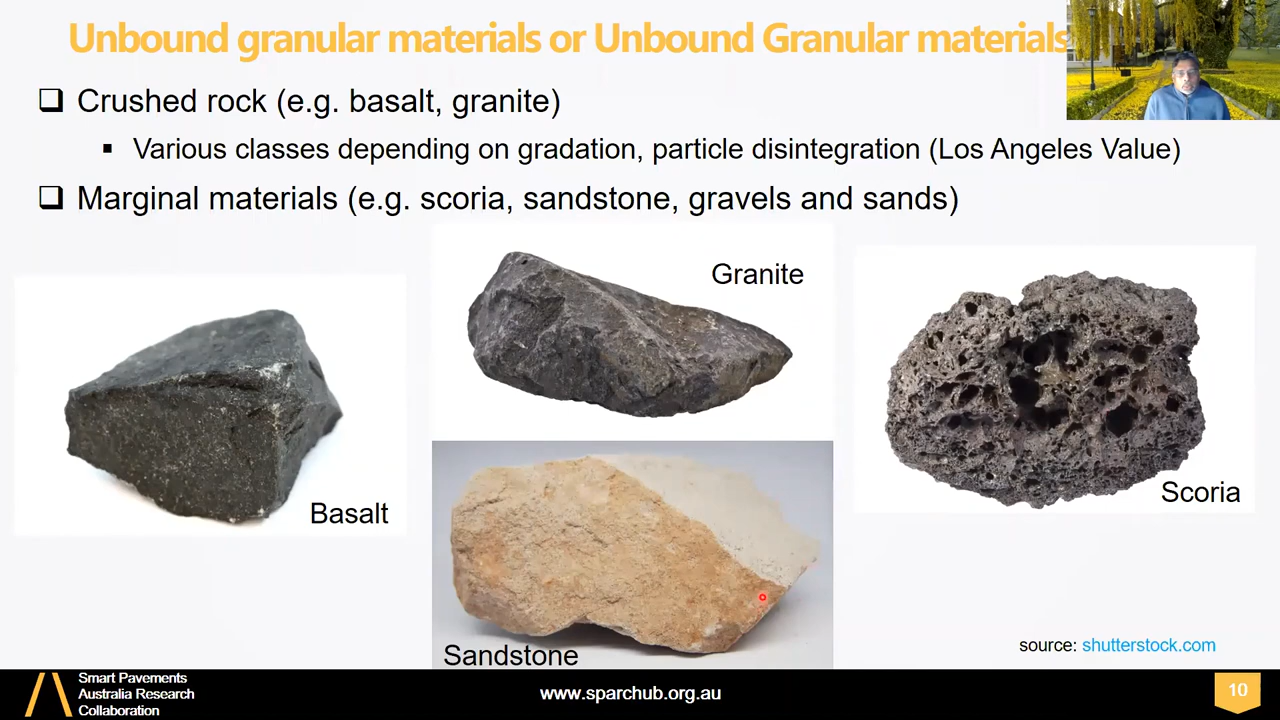 Unbound granular materials or Unbound Granular materials
❑ Crushed rock (e.g. basalt, granite)
▪ Various classes depending on gradation, particle disintegration (Los Angeles Value)
❑ Marginal materials (e.g. scoria, sandstone, gravels and sands)
Granite
Basalt
Scoria
Sandstone
source: shutterstock.com
Smart Pavements
Australia Research
Collaboration
www.sparchub.org.au
10